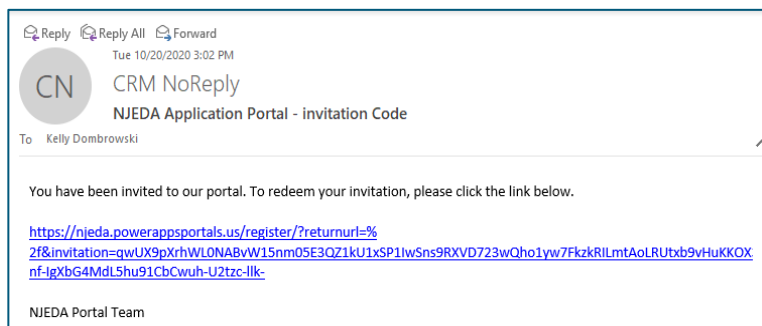 Reply Reply All Forward
Tue 10/20/2020 3:02 PM
CN
CRM NoReply
NJEDA Application Portal - invitation Code
To Kelly Dombrowski
You have been invited to our portal. To redeem your invitation, please click the link below.
https://njeda.powerappsportals.us/register/?returnurl=%
2f&invitation=qwUX9pXrhWL0NABvW15nm05E3QZ1kU1xSP1IwSns9RXVD723wQho1yw7FkzkRILmtAoLRUtxb9vHuKKOX
nf-IgXbG4MdL5hu91CbCwuh-U2tzc-llk-
NJEDA Portal Team